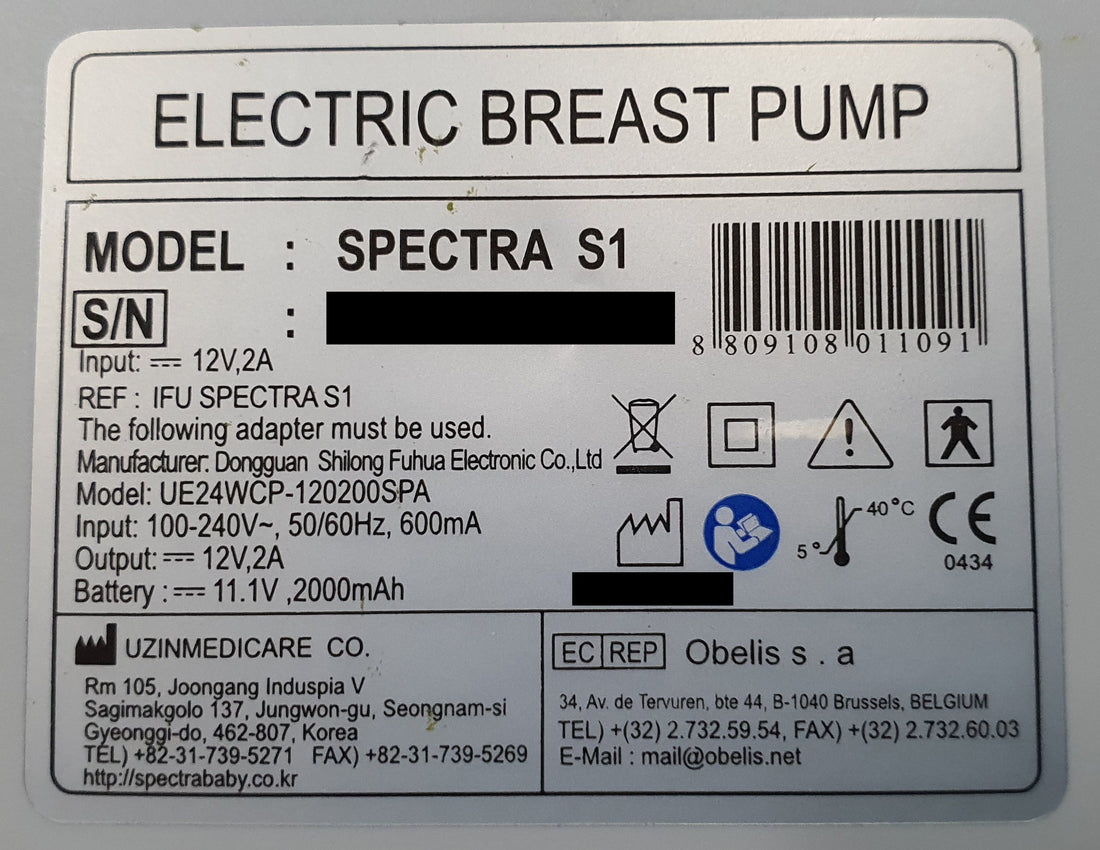 ELECTRIC BREAST PUMP
MODEL : SPECTRA S1
S/N :
8 809108 011091
Input: ⎓ 12V,2A
REF : IFU SPECTRA S1
The following adapter must be used.
Manufacturer: Dongguan Shilong Fuhua Electronic Co.,Ltd
Model: UE24WCP-120200SPA
Input: 100-240V~, 50/60Hz, 600mA
Output: ⎓ 12V,2A
Battery : ⎓ 11.1V ,2000mAh
40°C
5°
CE
0434
UZINMEDICARE CO.
Rm 105, Joongang Induspia V
Sagimakgolo 137, Jungwon-gu, Seongnam-si
Gyeonggi-do, 462-807, Korea
TEL) +82-31-739-5271 FAX) +82-31-739-5269
http://spectrababy.co.kr
EC REP Obelis s . a
34, Av. de Tervuren, bte 44, B-1040 Brussels, BELGIUM
TEL) +(32) 2.732.59.54, FAX) +(32) 2.732.60.03
E-Mail : mail@obelis.net